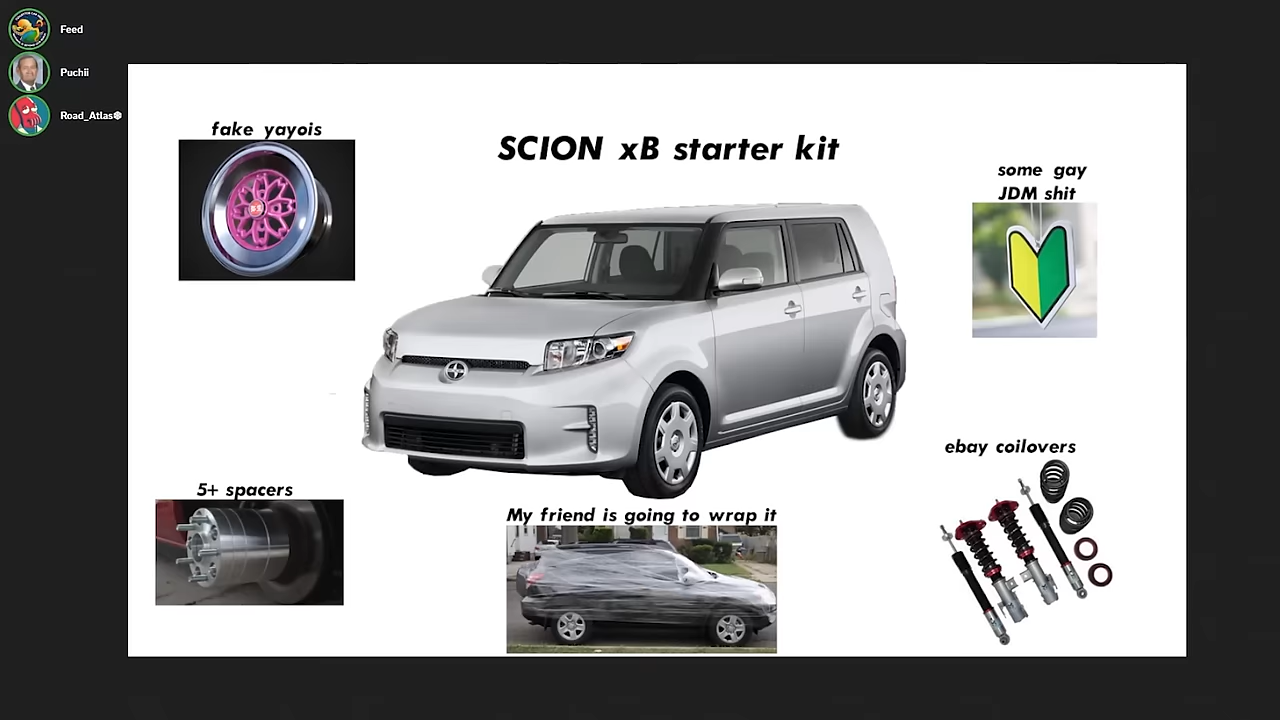 Feed
Puchii
Road_Atlas
fake yayois
SCION xB starter kit
some gay
JDM shit
ebay coilovers
5+ spacers
My friend is going to wrap it